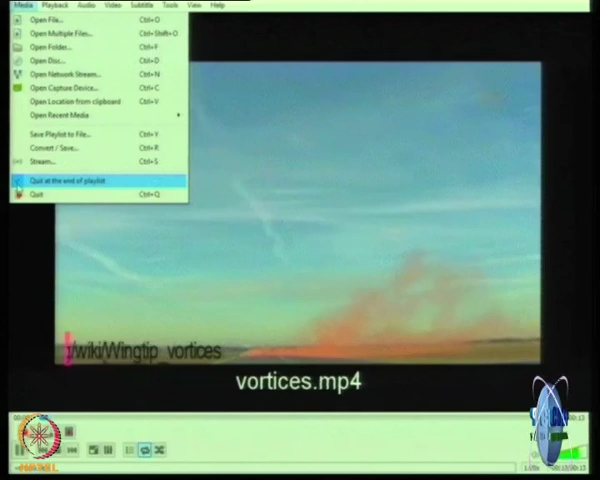 Media Playback Audio Video Subtitle Tools View Help
Open File... Ctrl+O
Open Multiple Files... Ctrl+Shift+O
Open Folder... Ctrl+F
Open Disc... Ctrl+D
Open Network Stream... Ctrl+N
Open Capture Device... Ctrl+C
Open Location from clipboard Ctrl+V
Open Recent Media
Save Playlist to File... Ctrl+Y
Convert / Save... Ctrl+R
Stream... Ctrl+S
Quit at the end of playlist
Quit Ctrl+Q
/wiki/Wingtip_vortices
vortices.mp4
NPTEL